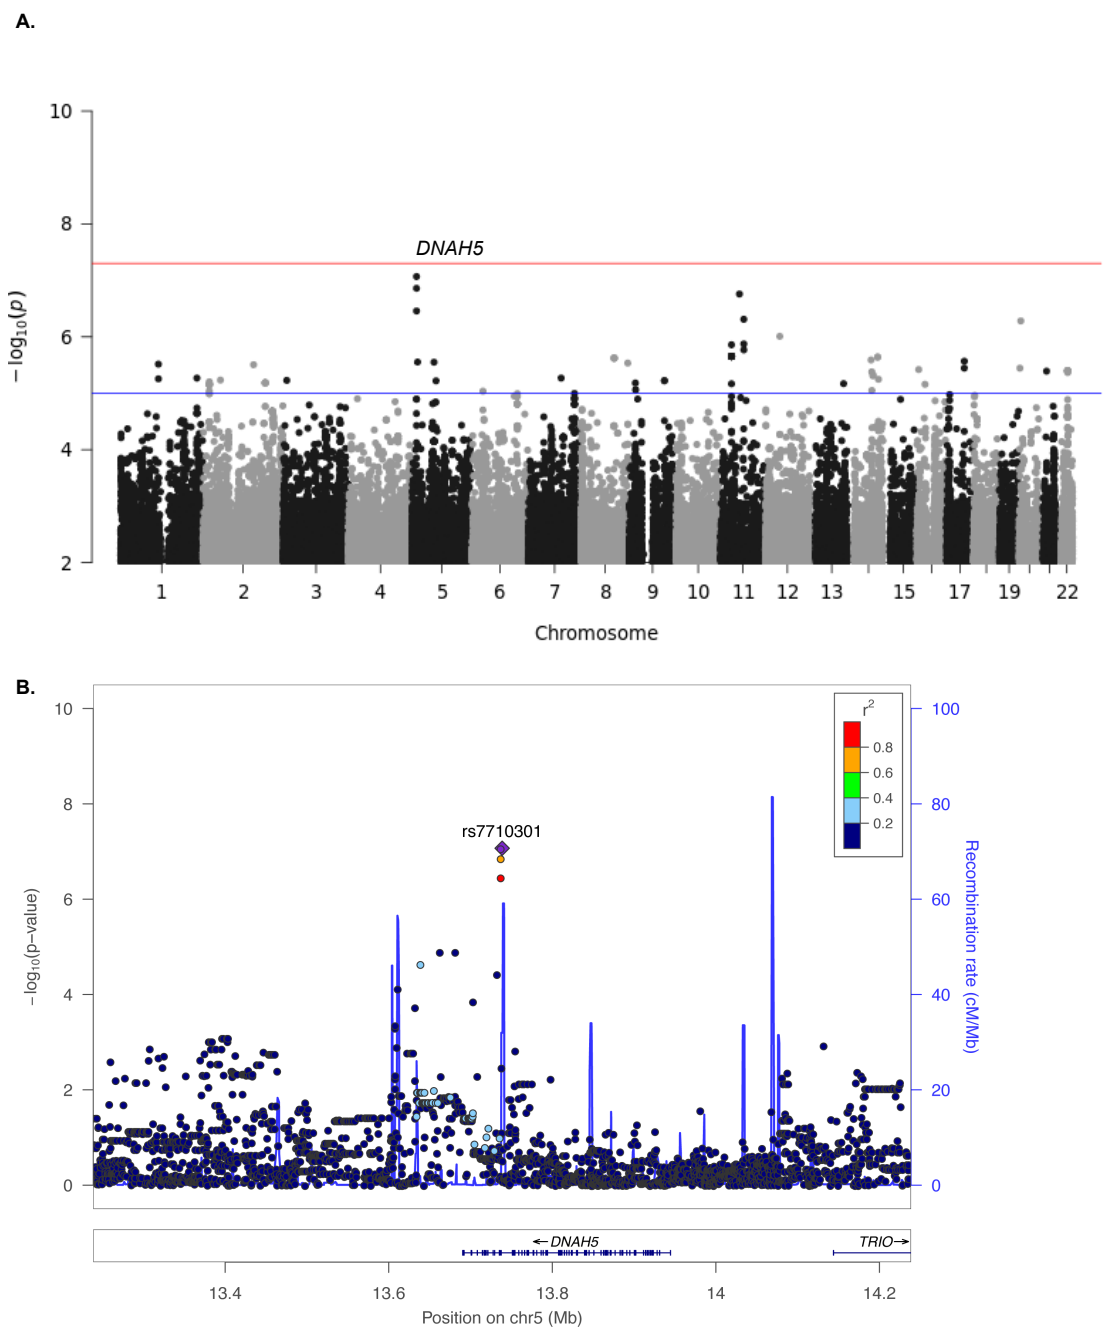 A.
DNAH5
10
8
6
4
2
−log10(p)
1 2 3 4 5 6 7 8 9 10 11 12 13 15 17 19 22
Chromosome
B.
rs7710301
r2
0.8
0.6
0.4
0.2
10
8
6
4
2
0
−log10(p−value)
100
80
60
40
20
0
Recombination rate (cM/Mb)
←DNAH5
TRIO→
13.4 13.6 13.8 14 14.2
Position on chr5 (Mb)